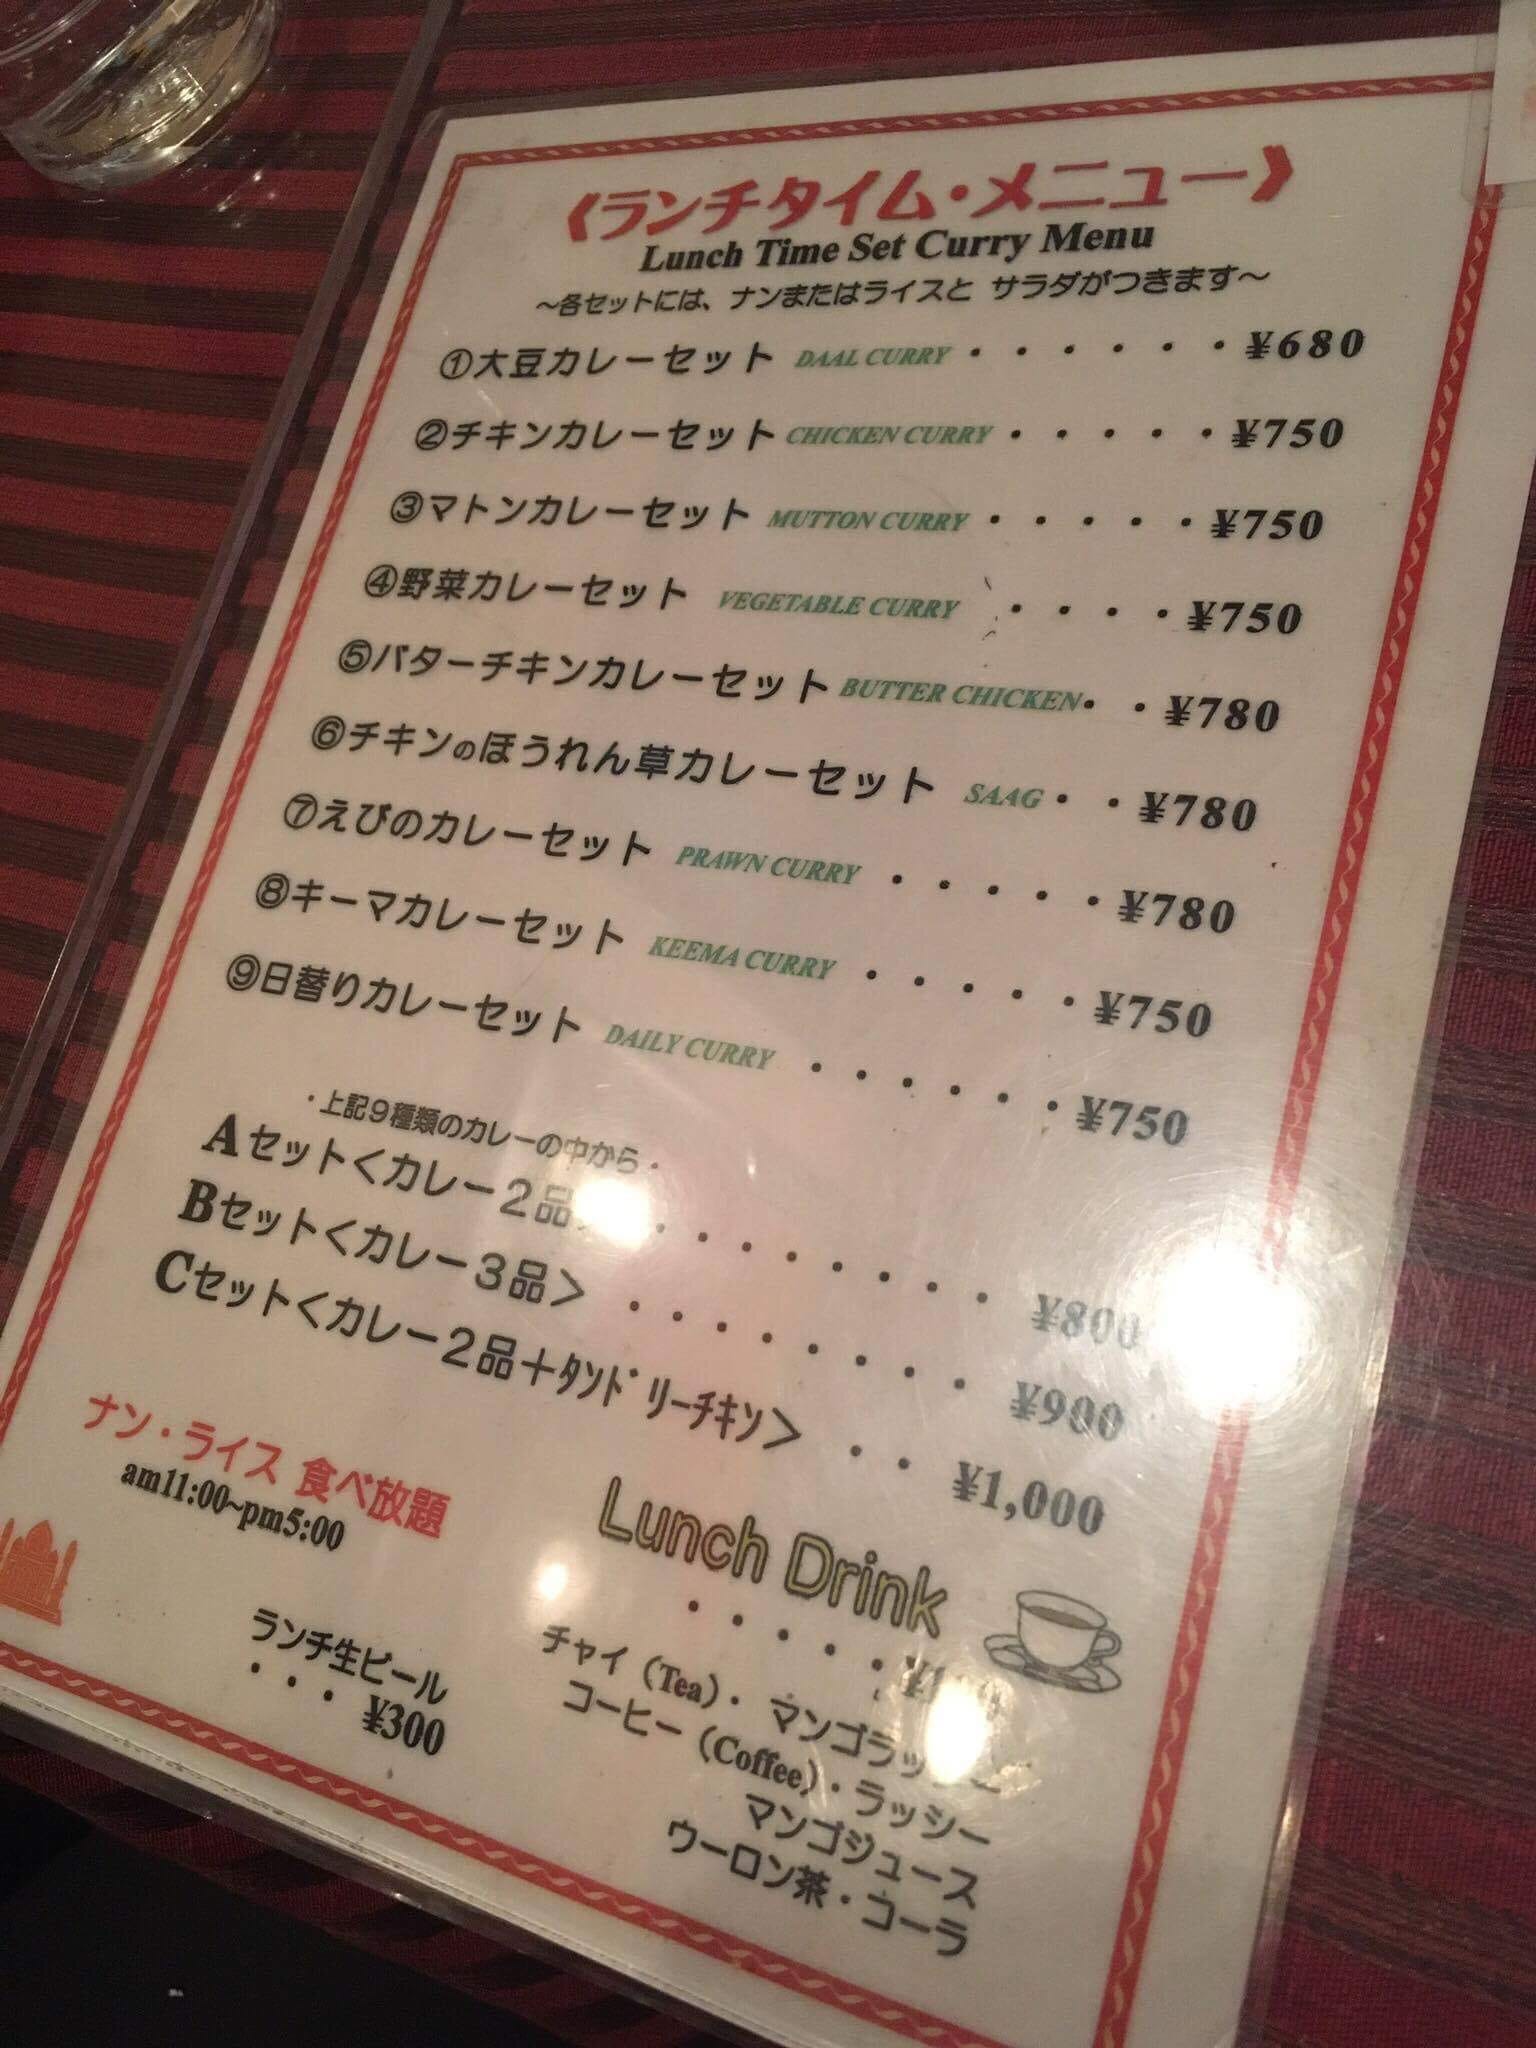 《ランチタイム・メニュー》
Lunch Time Set Curry Menu
～各セットには、ナンまたはライスと サラダがつきます～
①大豆カレーセット DAAL CURRY ・・・・・・¥680
②チキンカレーセット CHICKEN CURRY ・・・・・¥750
③マトンカレーセット MUTTON CURRY ・・・・・¥750
④野菜カレーセット VEGETABLE CURRY ・・・・¥750
⑤バターチキンカレーセット BUTTER CHICKEN・・¥780
⑥チキンのほうれん草カレーセット SAAG・・¥780
⑦えびのカレーセット PRAWN CURRY ・・・・・¥780
⑧キーマカレーセット KEEMA CURRY ・・・・・¥750
⑨日替りカレーセット DAILY CURRY ・・・・・・¥750
・上記９種類のカレーの中から・
Aセット＜カレー２品 ・・・・・・・・¥800
Bセット＜カレー３品＞ ・・・・・・・・¥900
Cセット＜カレー２品＋ﾀﾝﾄﾞﾘｰﾁｷﾝ＞ ・・¥1,000
ナン・ライス 食べ放題
am11:00~pm5:00
ランチ生ビール
・・・¥300
Lunch Drink
・・・・・
チャイ（Tea）・マンゴラッシー
コーヒー（Coffee）・ラッシー
マンゴジュース
ウーロン茶・コーラ